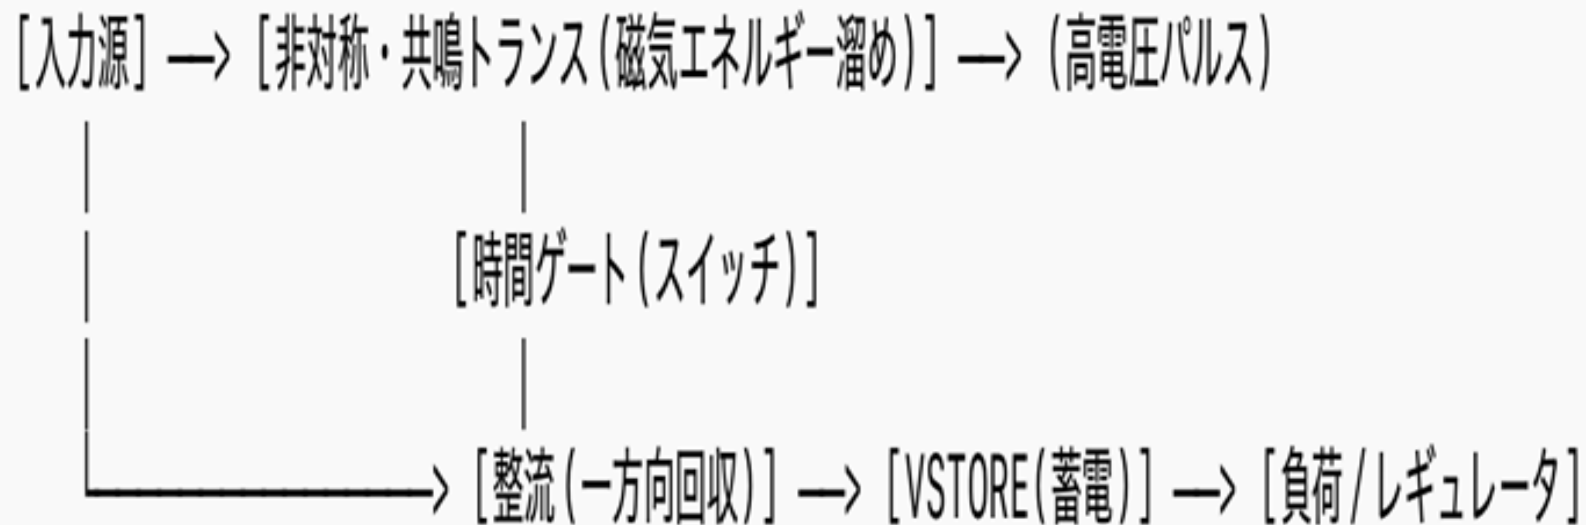 [入力源] ──> [非対称・共鳴トランス(磁気エネルギー溜め)] ──> (高電圧パルス)
[時間ゲート(スイッチ)]
[整流(一方向回収)] ──> [VSTORE(蓄電)] ──> [負荷/レギュレータ]